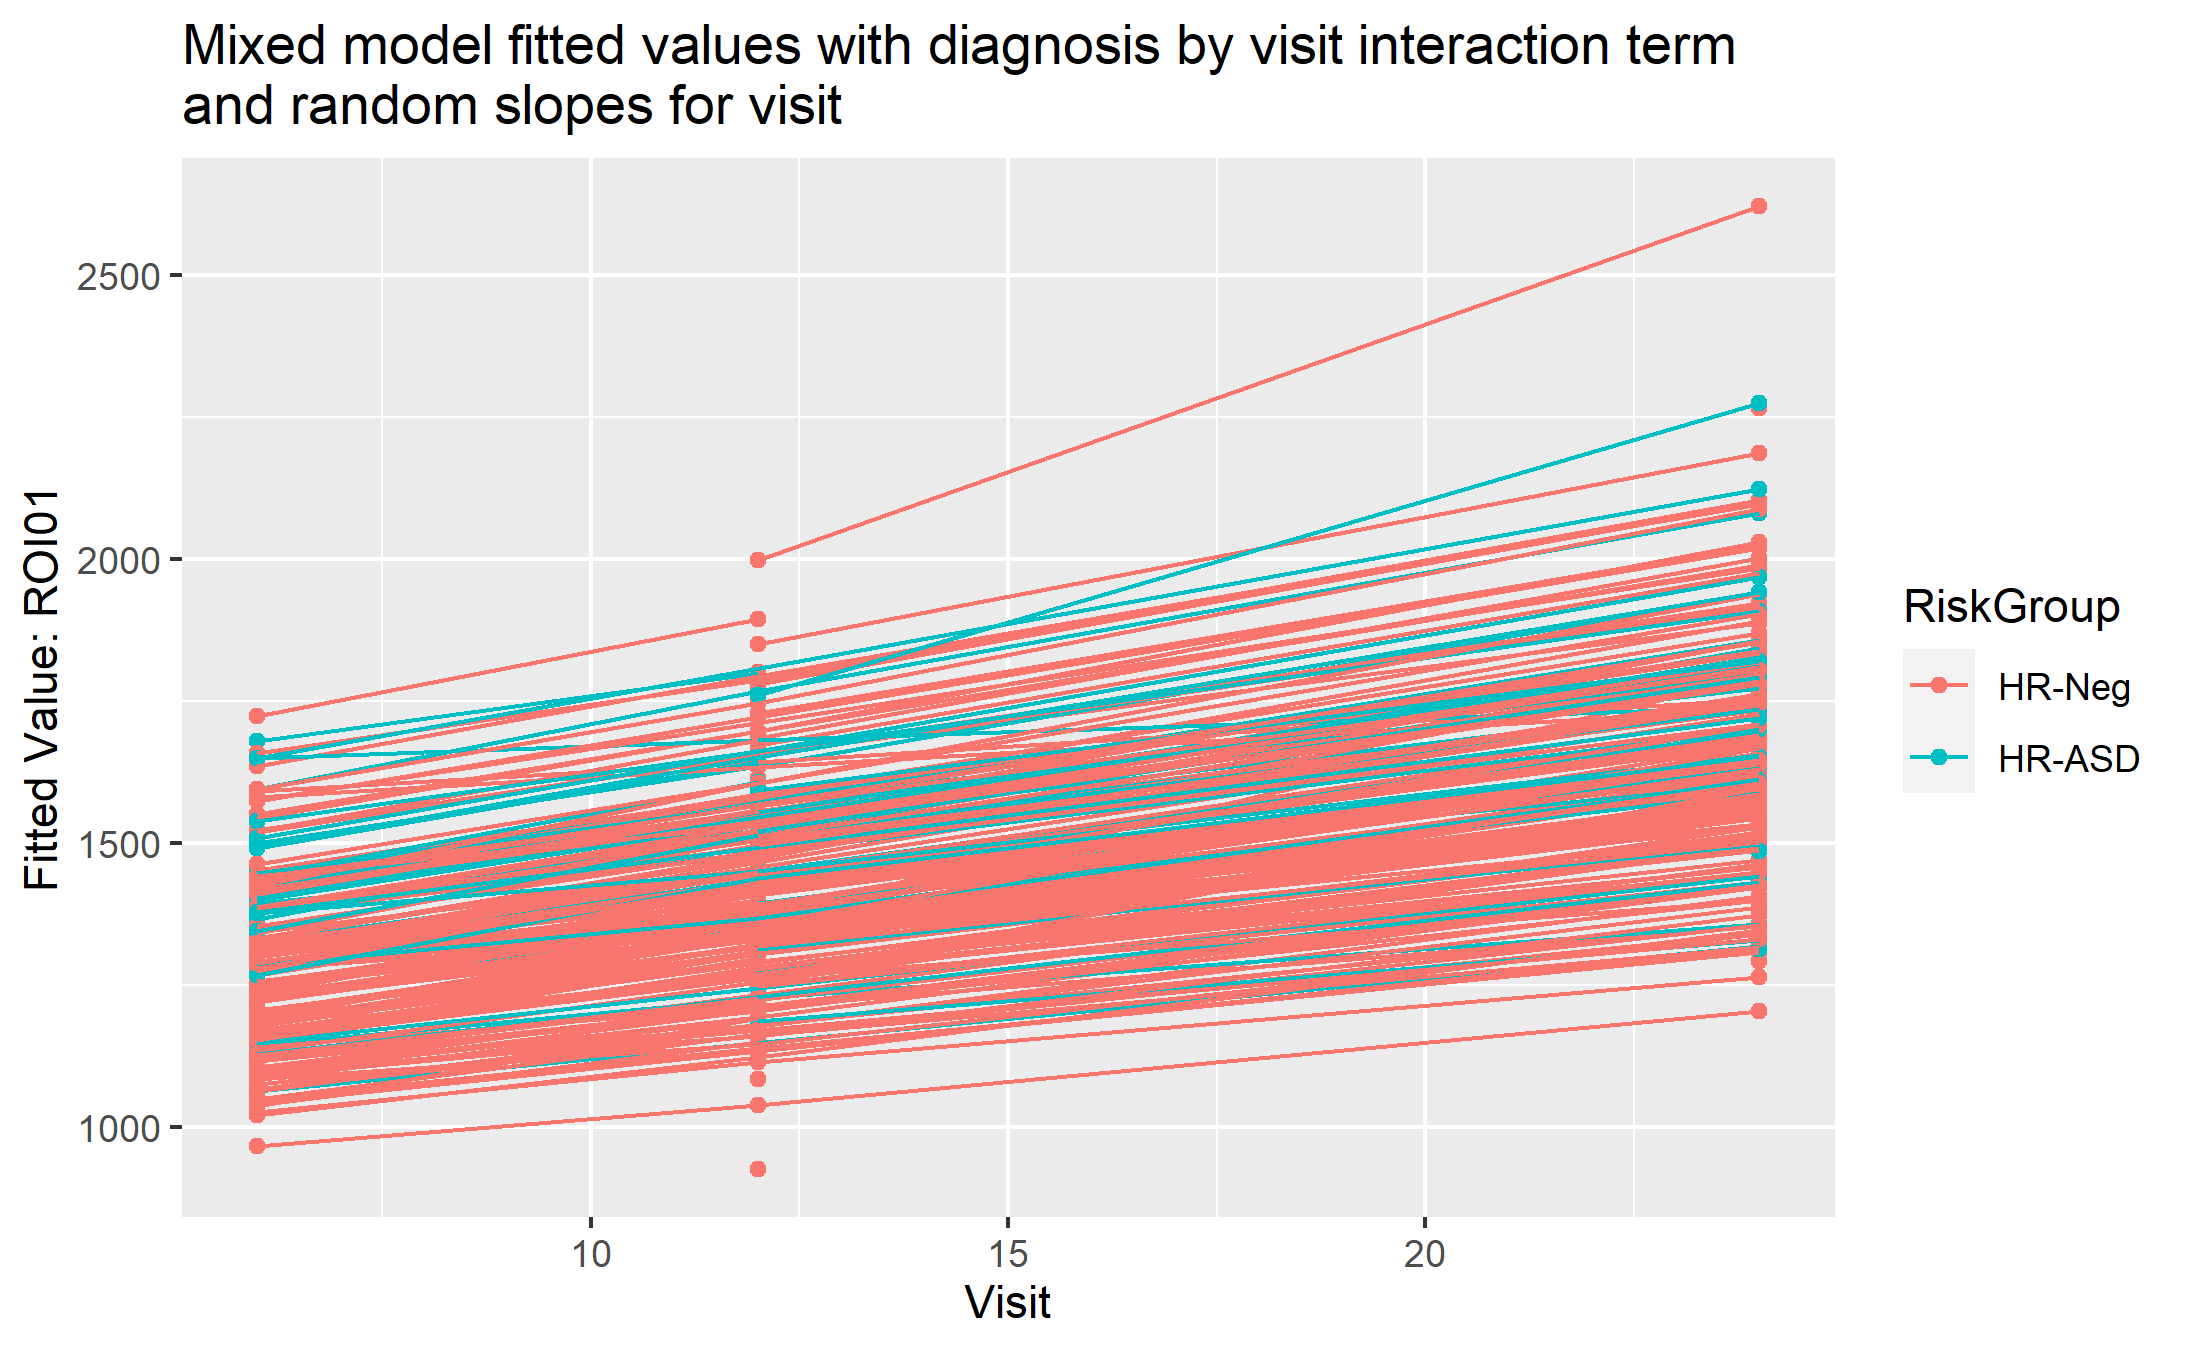 Mixed model fitted values with diagnosis by visit interaction term
and random slopes for visit
Fitted Value: ROI01
2500
2000
1500
1000
10
15
20
Visit
RiskGroup
HR-Neg
HR-ASD